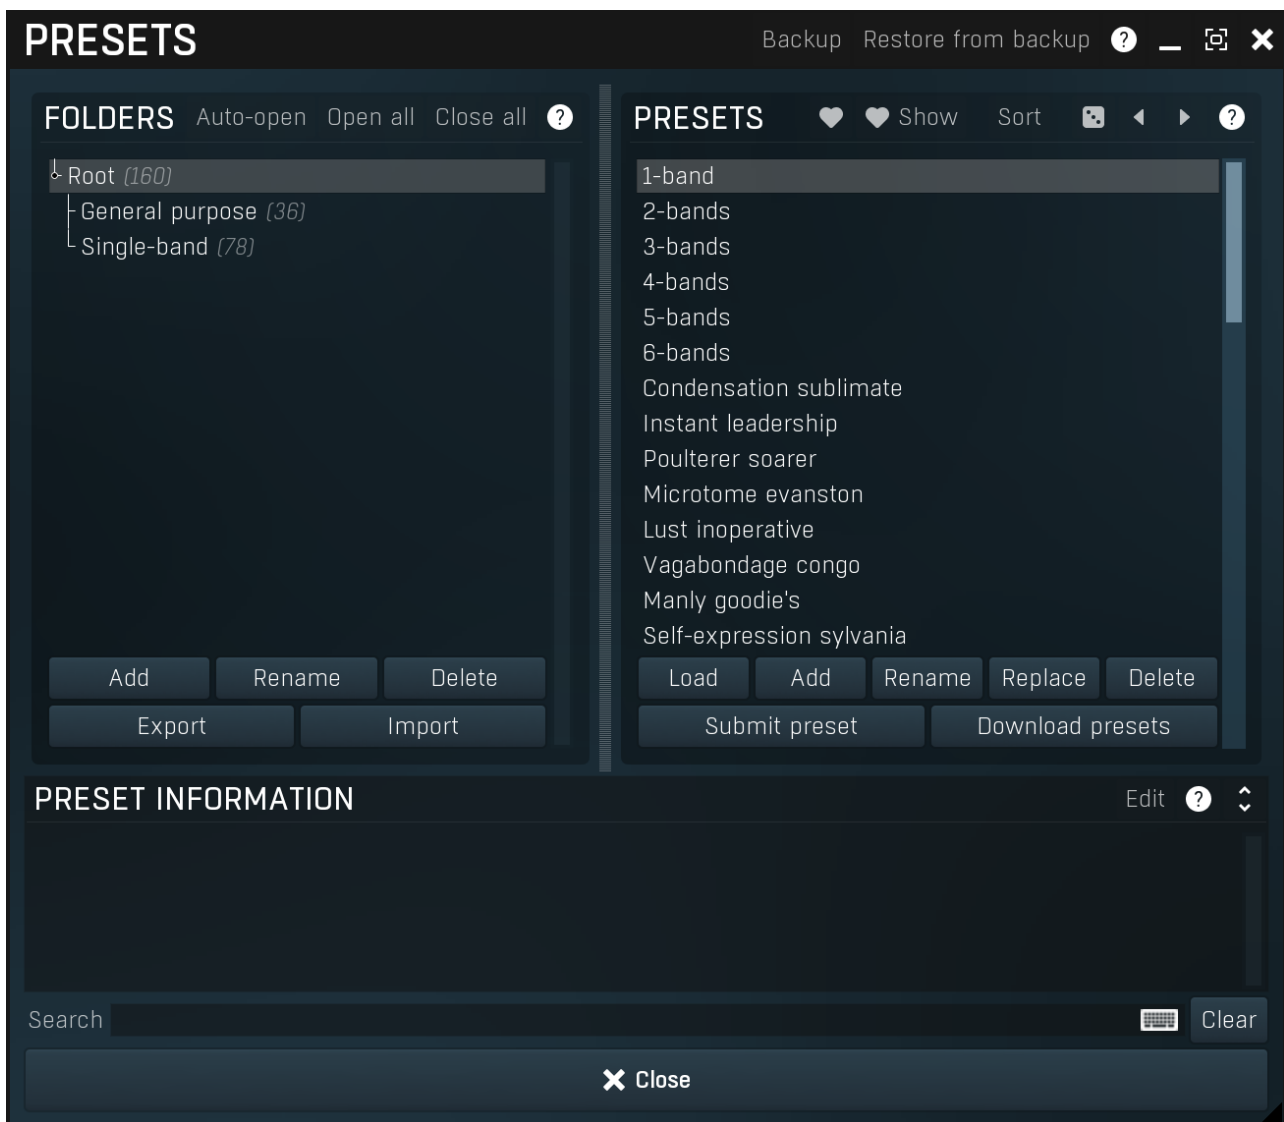 PRESETS Backup Restore from backup ?
FOLDERS Auto-open Open all Close all ?
Root (160)
General purpose (36)
Single-band (78)
Add Rename Delete
Export Import
PRESETS Show Sort ?
1-band
2-bands
3-bands
4-bands
5-bands
6-bands
Condensation sublimate
Instant leadership
Poulterer soarer
Microtome evanston
Lust inoperative
Vagabondage congo
Manly goodie's
Self-expression sylvania
Load Add Rename Replace Delete
Submit preset Download presets
PRESET INFORMATION Edit ?
Search Clear
Close